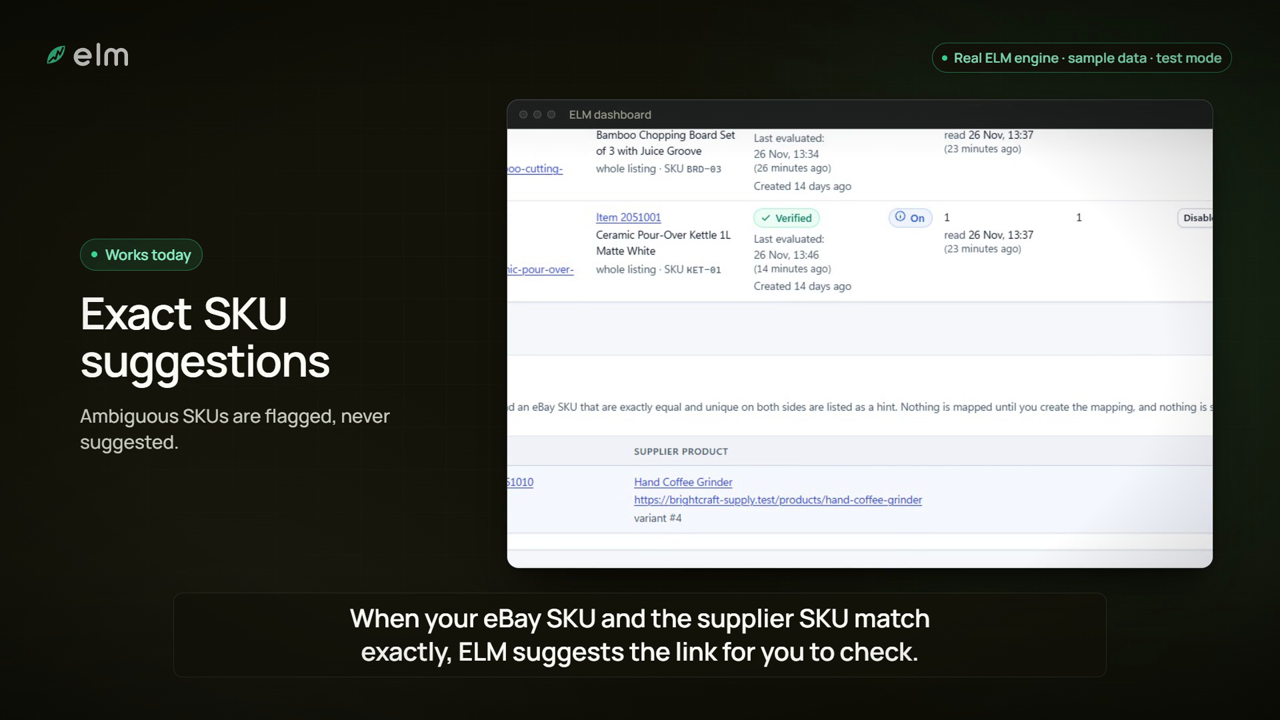 elm
Real ELM engine · sample data · test mode
ELM dashboard
Works today
Exact SKU
suggestions
Ambiguous SKUs are flagged, never
suggested.
Bamboo Chopping Board Set
of 3 with Juice Groove
whole listing · SKU BRD-03
oo-cutting-
Last evaluated:
26 Nov, 13:34
(26 minutes ago)
Created 14 days ago
read 26 Nov, 13:37
(23 minutes ago)
Item 2051001
Ceramic Pour-Over Kettle 1L
Matte White
whole listing · SKU KET-01
ic-pour-over-
Verified
Last evaluated:
26 Nov, 13:46
(14 minutes ago)
Created 14 days ago
On
1
read 26 Nov, 13:37
(23 minutes ago)
1
an eBay SKU that are exactly equal and unique on both sides are listed as a hint. Nothing is mapped until you create the mapping, and nothing is
SUPPLIER PRODUCT
51010
Hand Coffee Grinder
https://brightcraft-supply.test/products/hand-coffee-grinder
variant #4
When your eBay SKU and the supplier SKU match
exactly, ELM suggests the link for you to check.